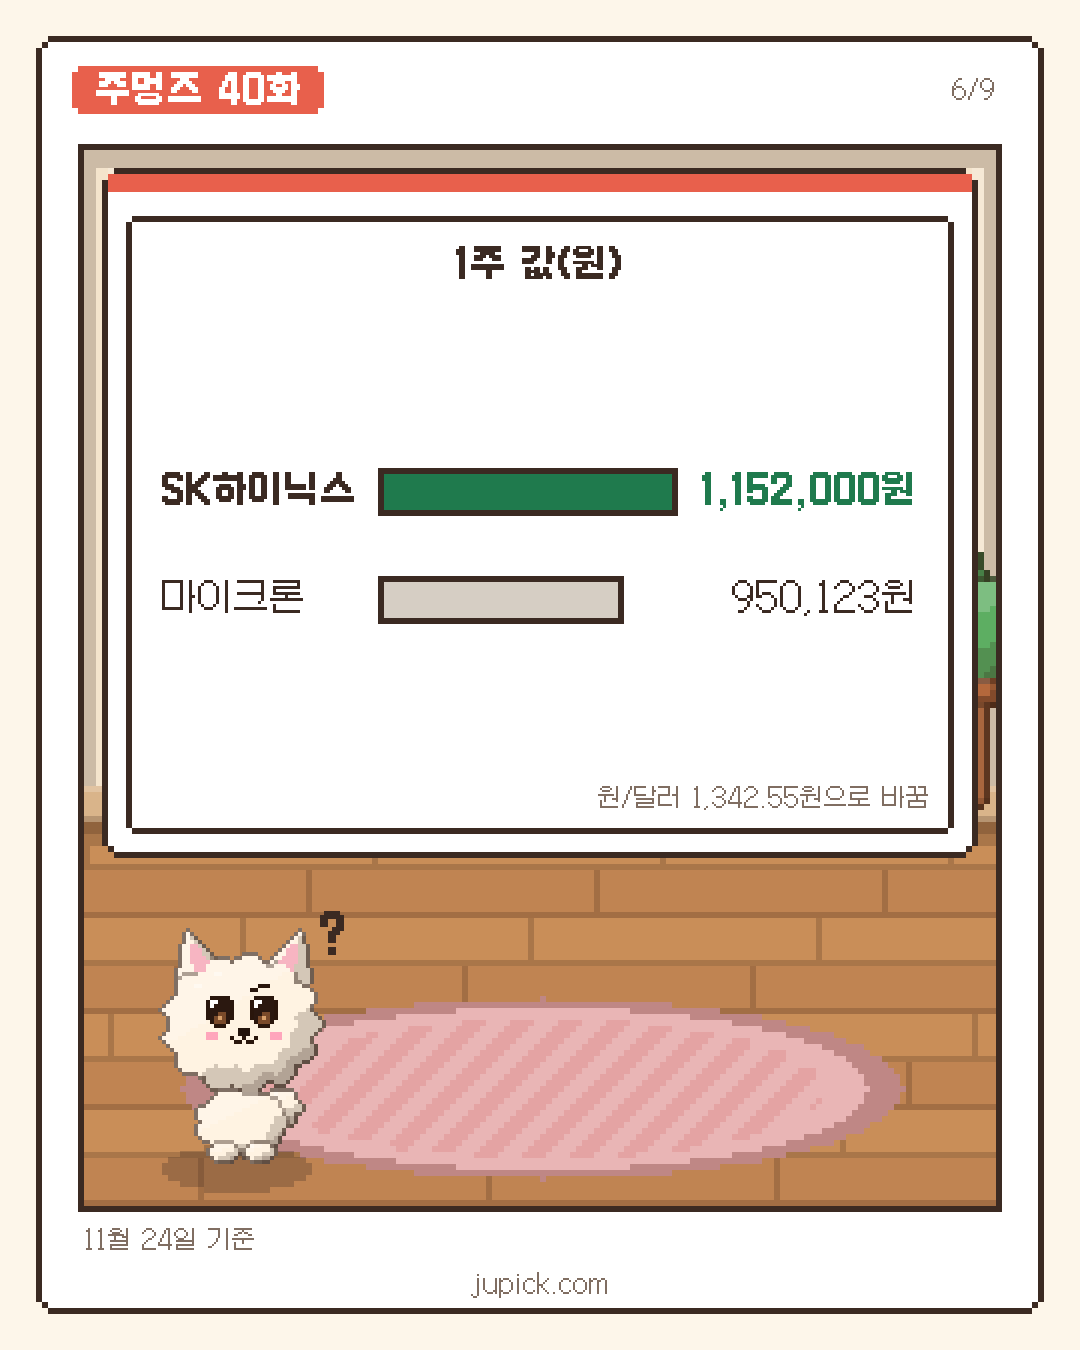 주멍즈 40화
6/9
1주 값(원)
SK하이닉스 1,152,000원
마이크론 950,123원
원/달러 1,342.55원으로 바꿈
?
11월 24일 기준
jupick.com